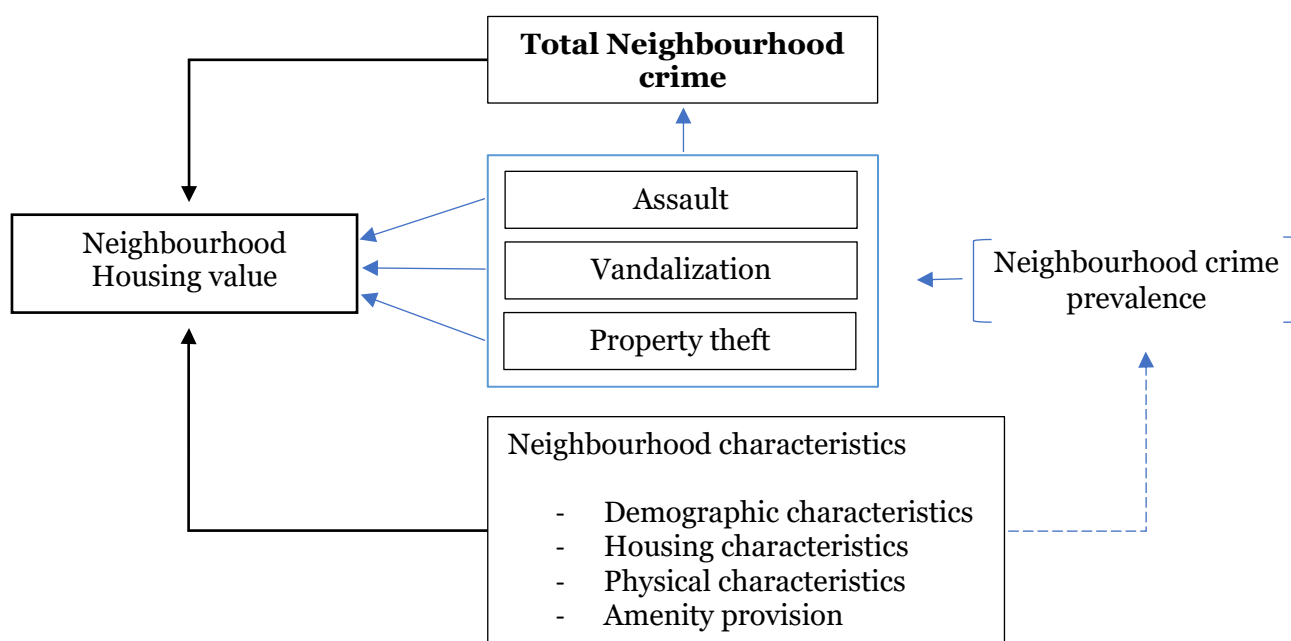 Total Neighbourhood
crime
Assault
Neighbourhood
Housing value
Vandalization
Neighbourhood crime
prevalence
Property theft
Neighbourhood characteristics
- Demographic characteristics
- Housing characteristics
- Physical characteristics
- Amenity provision